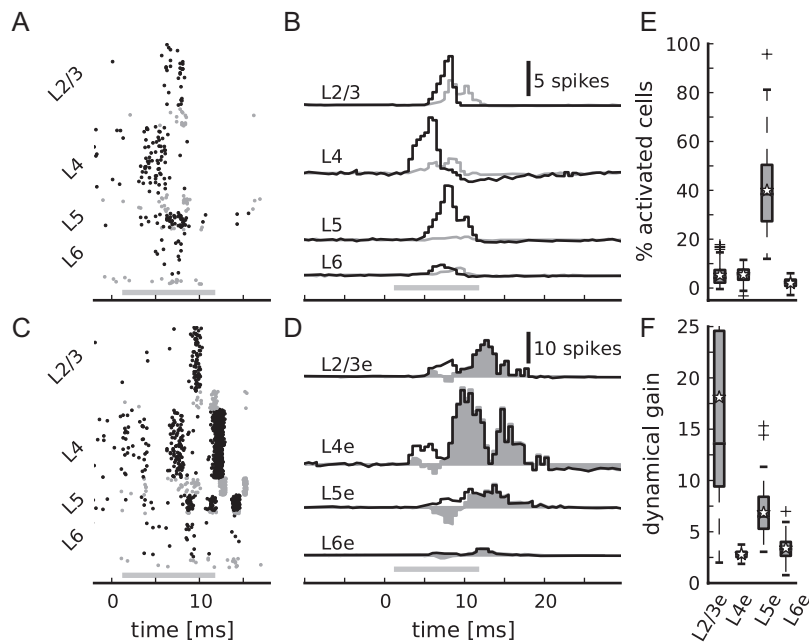 A
L2/3
L4
L5
L6
B
L2/3
5 spikes
L4
L5
L6
E
100
80
60
40
20
0
% activated cells
C
L2/3
L4
L5
L6
0
10
time [ms]
D
L2/3e
10 spikes
L4e
L5e
L6e
0
10
20
time [ms]
F
25
20
15
10
5
0
dynamical gain
L2/3e
L4e
L5e
L6e